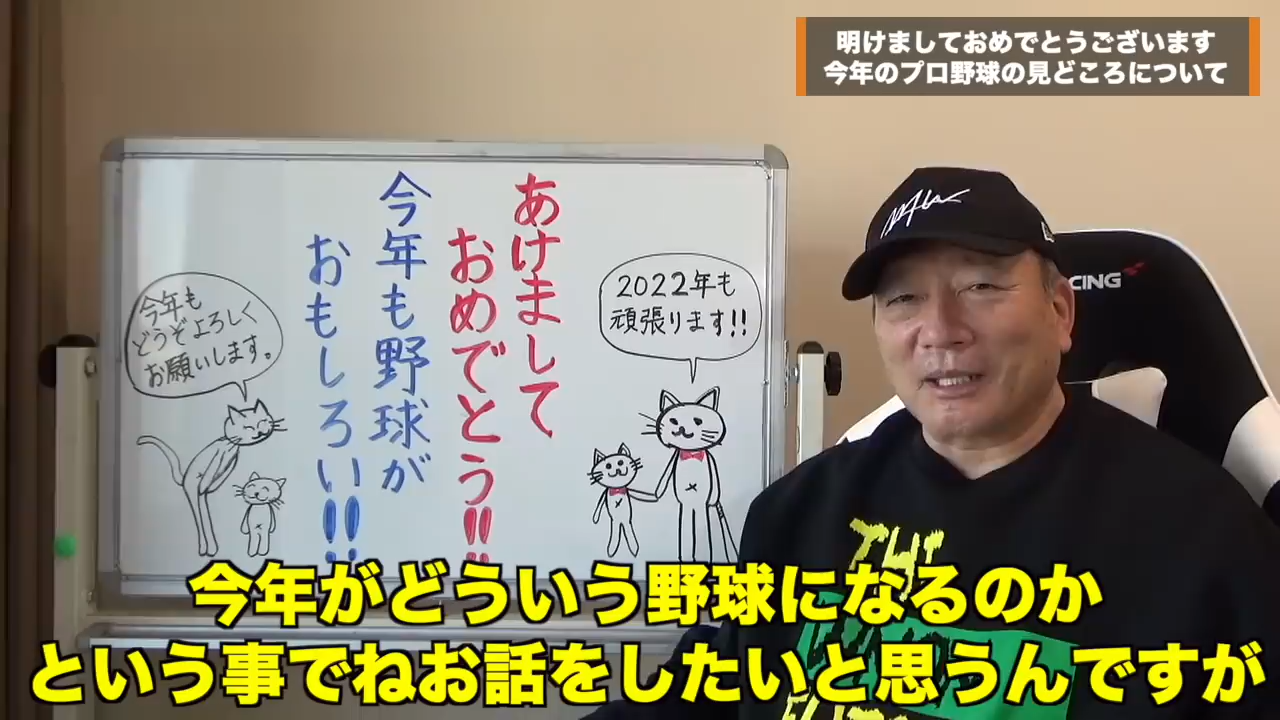 明けましておめでとうございます
今年のプロ野球の見どころについて
あけまして
おめでとう!!
今年も野球が
おもしろい!!
2022年も
頑張ります!!
今年も
どうぞよろしく
お願いします。
CING
THE
今年がどういう野球になるのか
という事でねお話をしたいと思うんですが